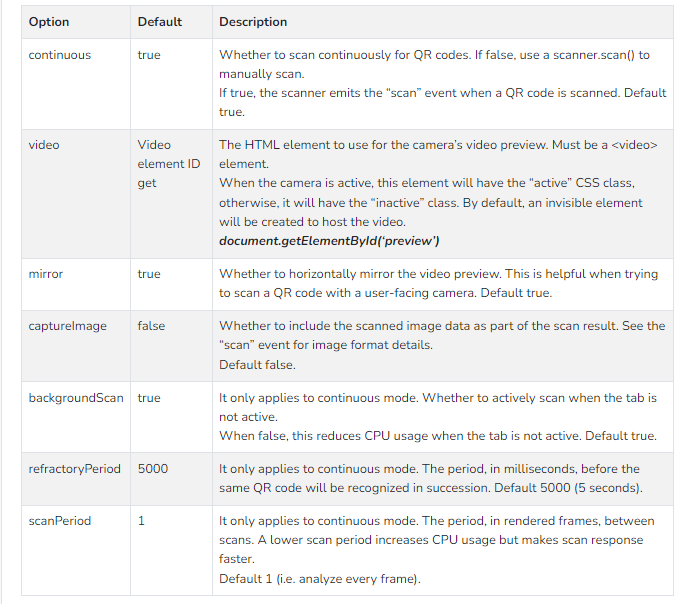 Option Default Description
continuous true Whether to scan continuously for QR codes. If false, use a scanner.scan() to
manually scan.
If true, the scanner emits the “scan” event when a QR code is scanned. Default
true.
video Video The HTML element to use for the camera’s video preview. Must be a <video>
element ID element.
get When the camera is active, this element will have the “active” CSS class,
otherwise, it will have the “inactive” class. By default, an invisible element
will be created to host the video.
document.getElementById(‘preview’)
mirror true Whether to horizontally mirror the video preview. This is helpful when trying
to scan a QR code with a user-facing camera. Default true.
captureImage false Whether to include the scanned image data as part of the scan result. See the
“scan” event for image format details.
Default false.
backgroundScan true It only applies to continuous mode. Whether to actively scan when the tab is
not active.
When false, this reduces CPU usage when the tab is not active. Default true.
refractoryPeriod 5000 It only applies to continuous mode. The period, in milliseconds, before the
same QR code will be recognized in succession. Default 5000 (5 seconds).
scanPeriod 1 It only applies to continuous mode. The period, in rendered frames, between
scans. A lower scan period increases CPU usage but makes scan response
faster.
Default 1 (i.e. analyze every frame).